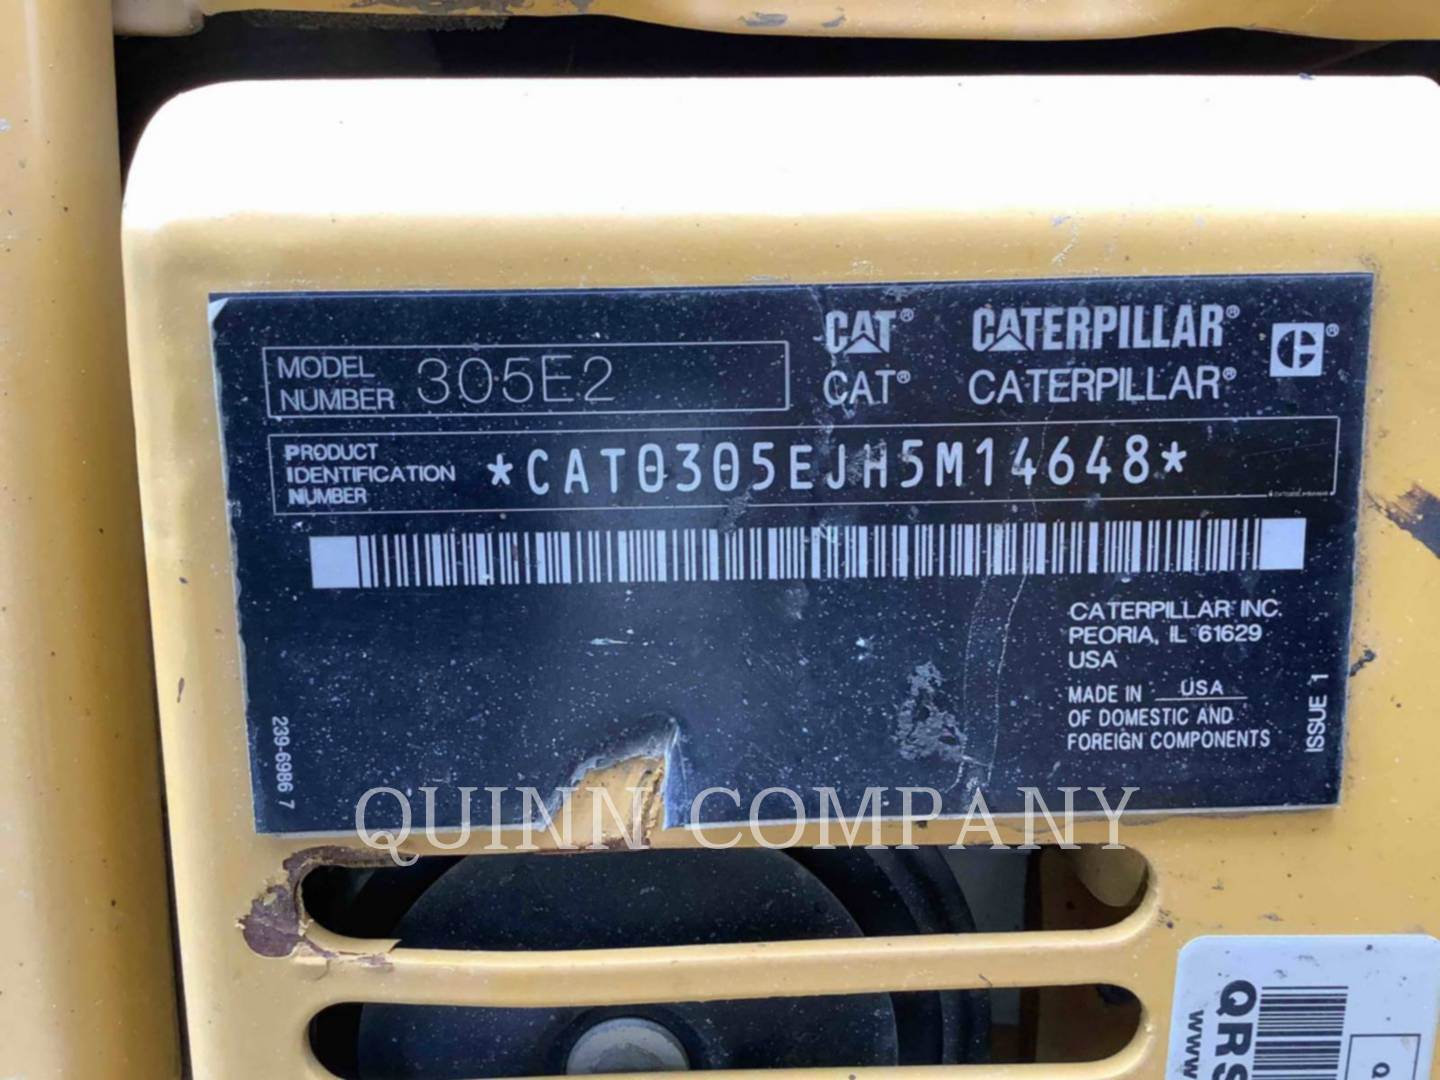 CAT® CATERPILLAR®
MODEL NUMBER 305E2
CAT® CATERPILLAR®
PRODUCT IDENTIFICATION NUMBER *CAT0305EJH5M14648*
CATERPILLAR INC.
PEORIA, IL 61629
USA
MADE IN USA
OF DOMESTIC AND
FOREIGN COMPONENTS
ISSUE 1
239-6986 7
QUINN COMPANY
QRS
www
Q